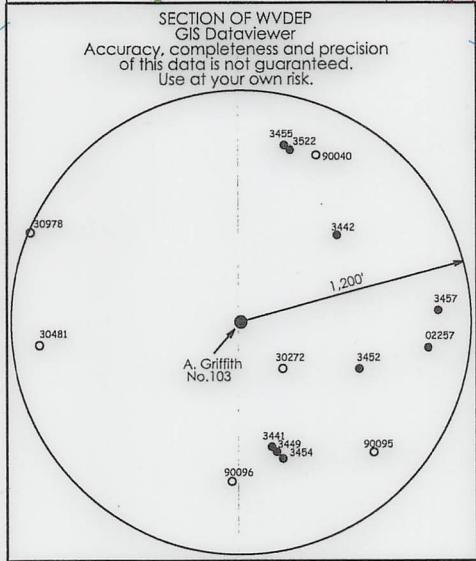 SECTION OF WVDEP
GIS Dataviewer
Accuracy, completeness and precision
of this data is not guaranteed.
Use at your own risk.
3455
3522
90040
30978
3442
1,200'
3457
02257
30481
A. Griffith
No.103
30272
3452
3441
3449
3454
90095
90096